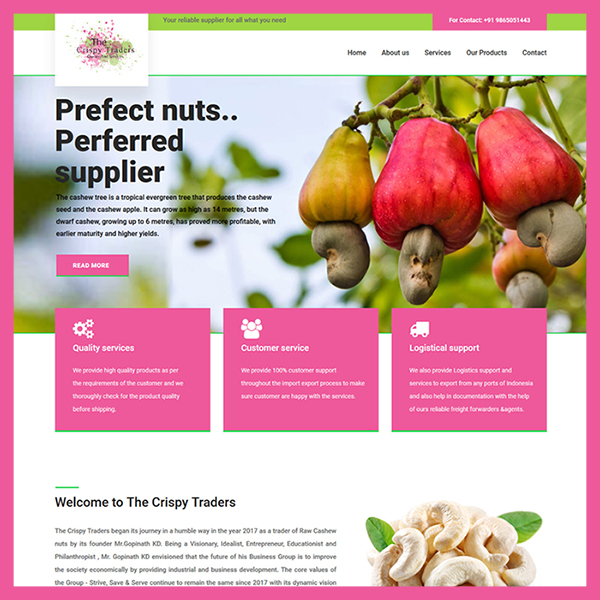 Your reliable supplier for all what you need
For Contact: +91 9865051443
The
Crispy Traders
Home About us Services Our Products Contact
Prefect nuts..
Perferred
supplier
The cashew tree is a tropical evergreen tree that produces the cashew
seed and the cashew apple. It can grow as high as 14 metres, but the
dwarf cashew, growing up to 6 metres, has proved more profitable, with
earlier maturity and higher yields.
READ MORE
Quality services
We provide high quality products as per
the requirements of the customer and we
thoroughly check for the product quality
before shipping.
Customer service
We provide 100% customer support
throughout the import export process to make
sure customer are happy with the services.
Logistical support
We also provide Logistics support and
services to export from any ports of Indonesia
and also help in documentation with the help
of ours reliable freight forwarders &agents.
Welcome to The Crispy Traders
The Crispy Traders began its journey in a humble way in the year 2017 as a trader of Raw Cashew
nuts by its founder Mr.Gopinath KD. Being a Visionary, Idealist, Entrepreneur, Educationist and
Philanthropist , Mr. Gopinath KD envisioned that the future of his Business Group is to improve
the society economically by providing industrial and business development. The core values of
the Group - Strive, Save & Serve continue to remain the same since 2017 with its dynamic vision